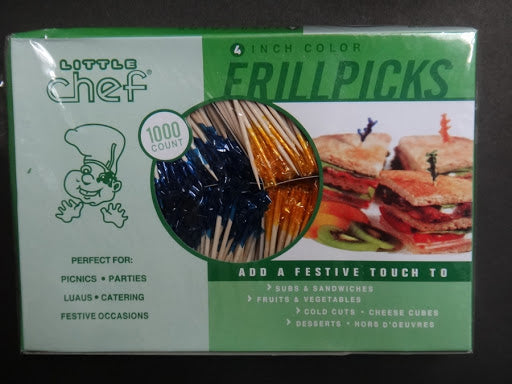 LITTLE
chef®
4 INCH COLOR
FRILLPICKS
1000
COUNT
PERFECT FOR:
PICNICS • PARTIES
LUAUS • CATERING
FESTIVE OCCASIONS
ADD A FESTIVE TOUCH TO
> SUBS & SANDWICHES
> FRUITS & VEGETABLES
> COLD CUTS • CHEESE CUBES
> DESSERTS • HORS D'OEUVRES